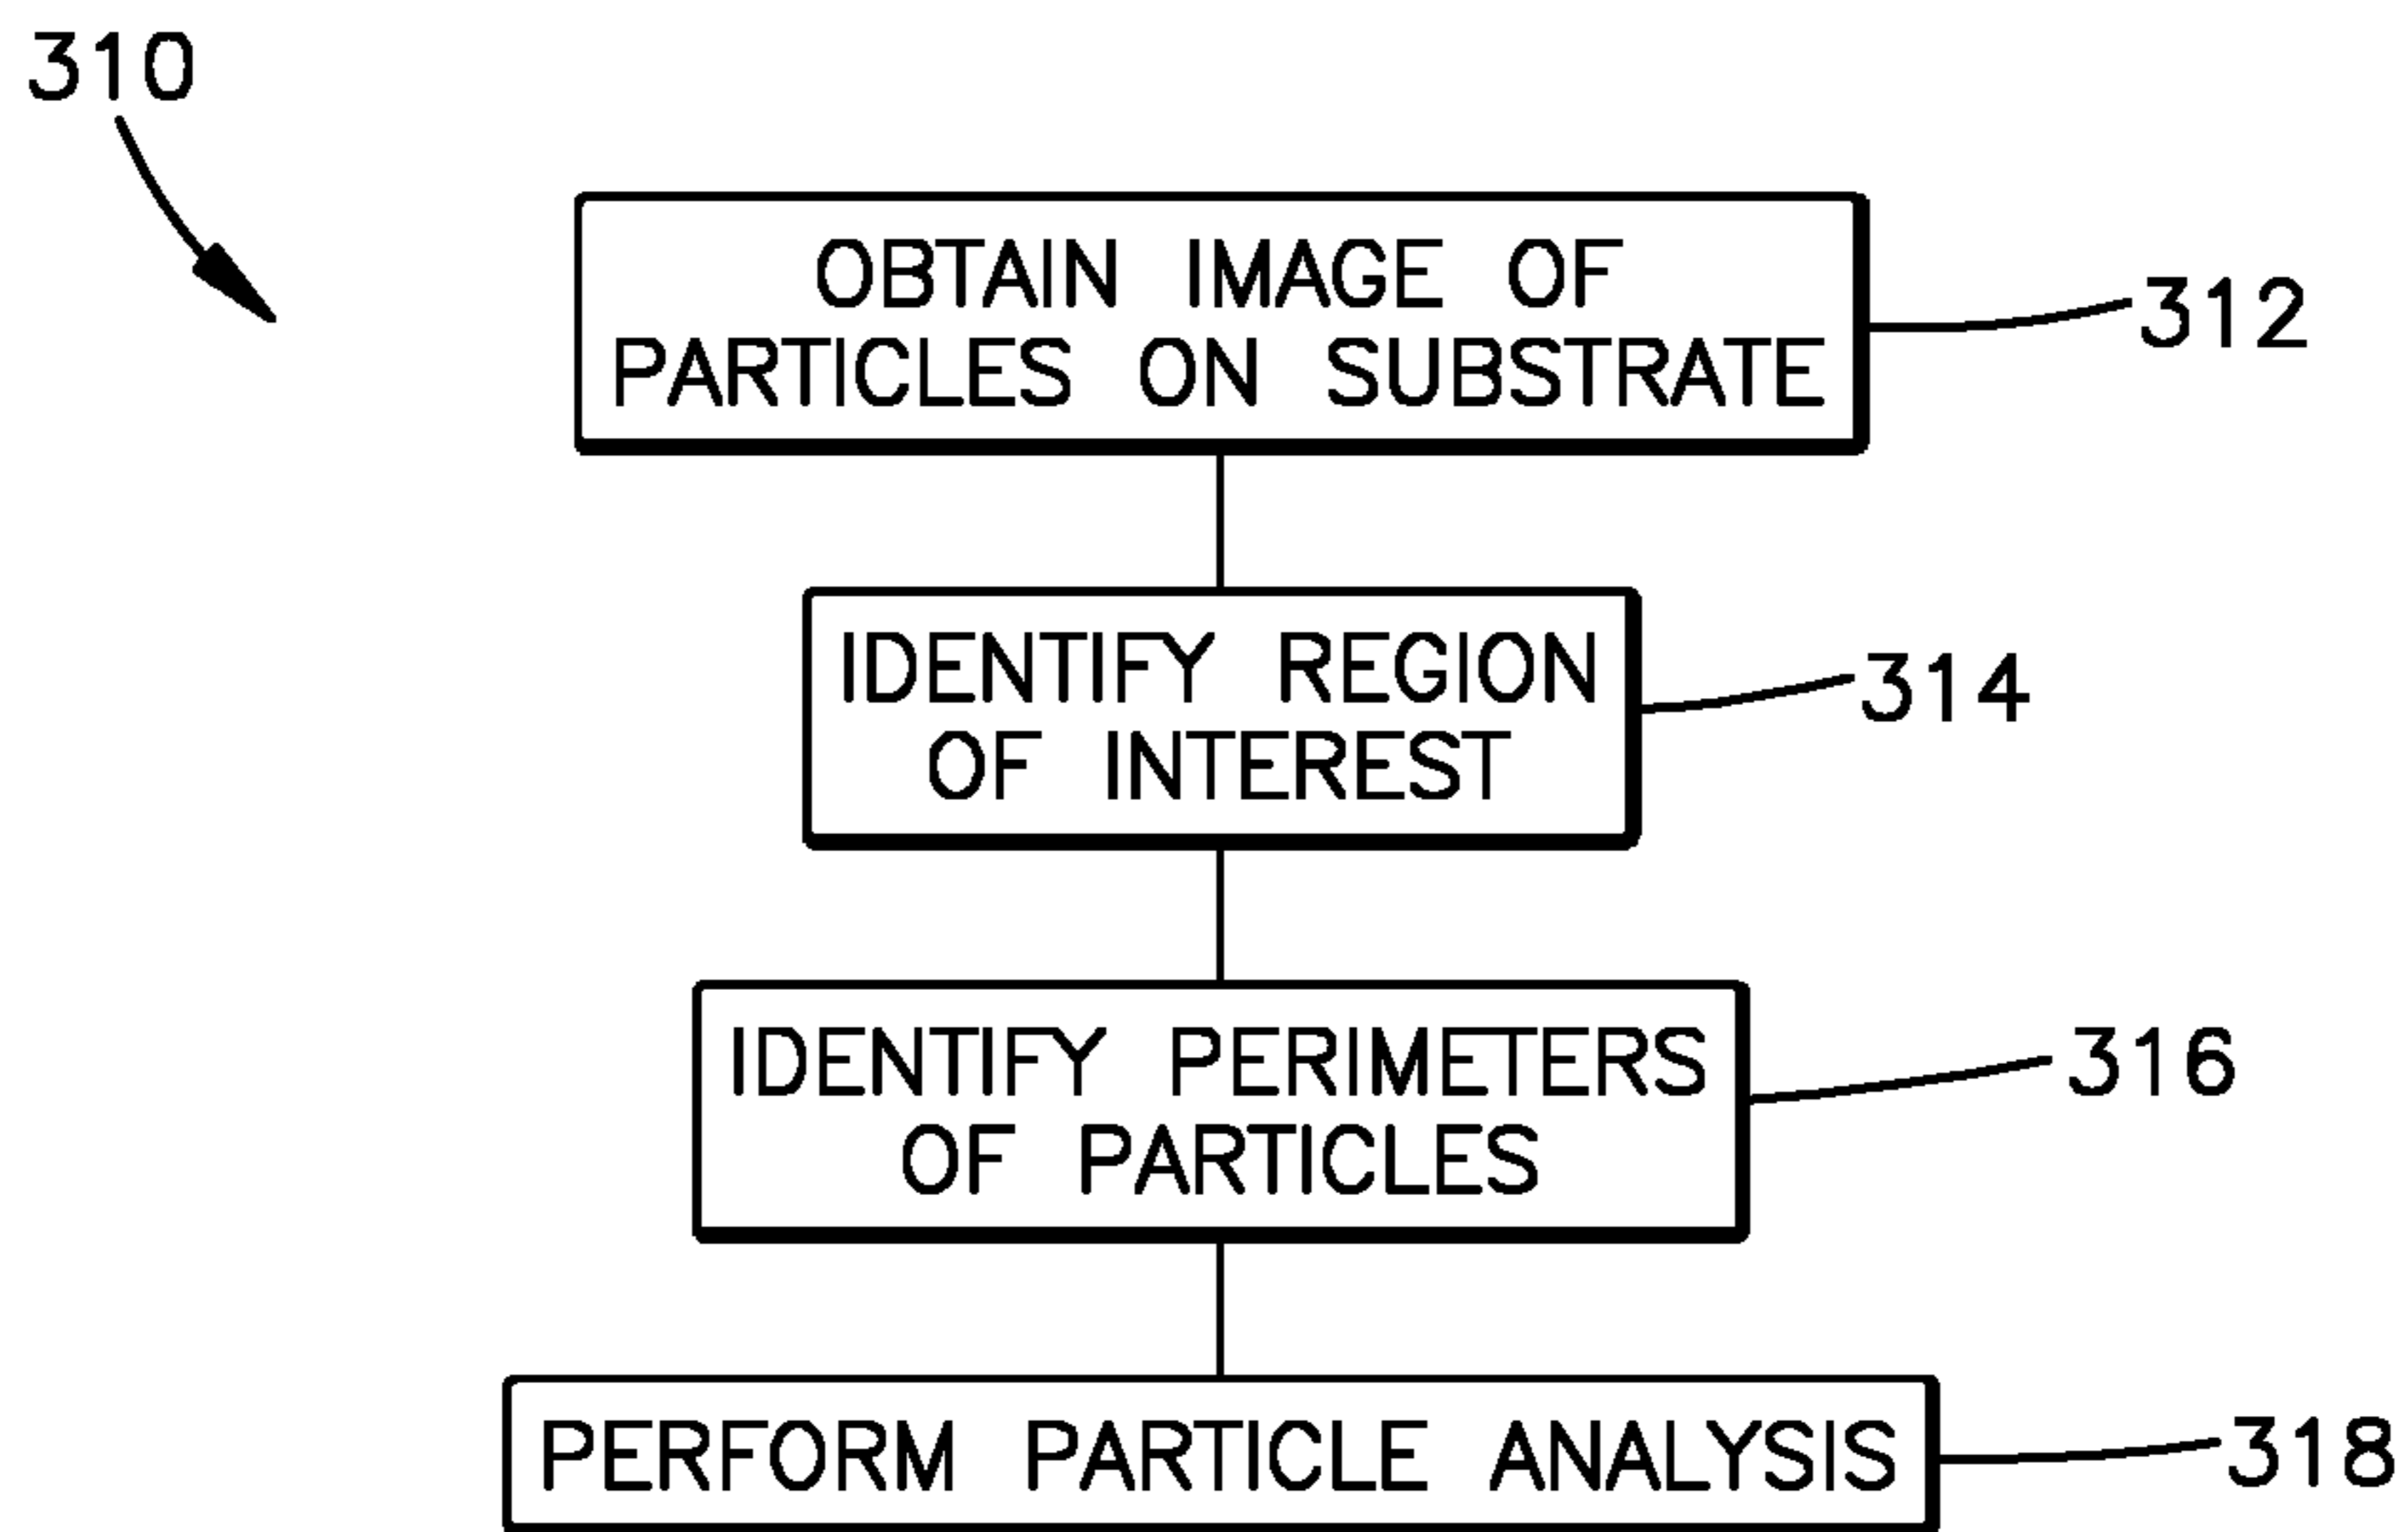 310
OBTAIN IMAGE OF
PARTICLES ON SUBSTRATE
312
IDENTIFY REGION
OF INTEREST
314
IDENTIFY PERIMETERS
OF PARTICLES
316
PERFORM PARTICLE ANALYSIS
318